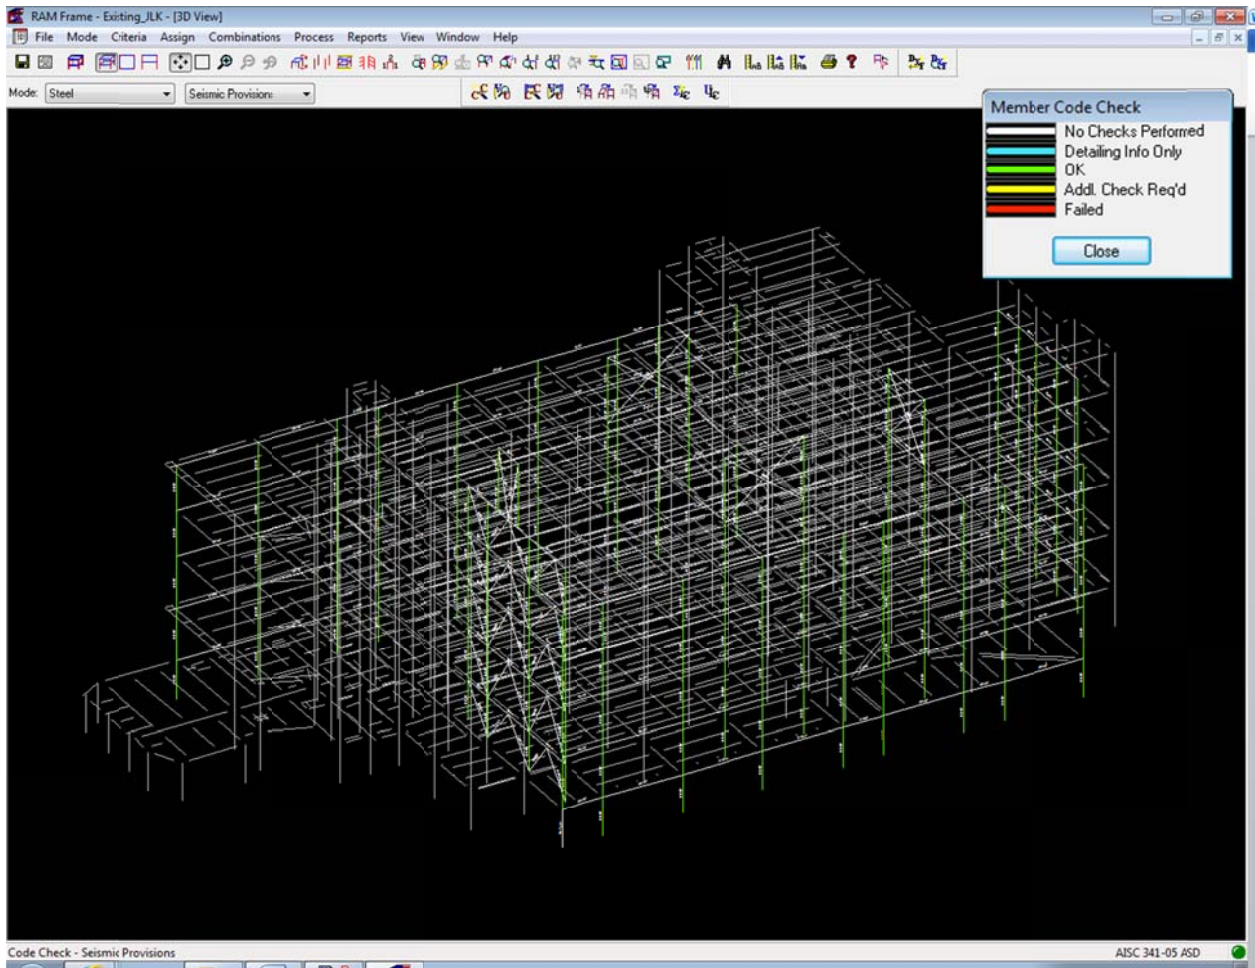 RAM Frame - Existing_JLK - [3D View]
File Mode Criteria Assign Combinations Process Reports View Window Help
Mode: Steel Seismic Provisions
Member Code Check
No Checks Performed
Detailing Info Only
OK
Addl. Check Req'd
Failed
Close
Code Check - Seismic Provisions AISC 341-05 ASD